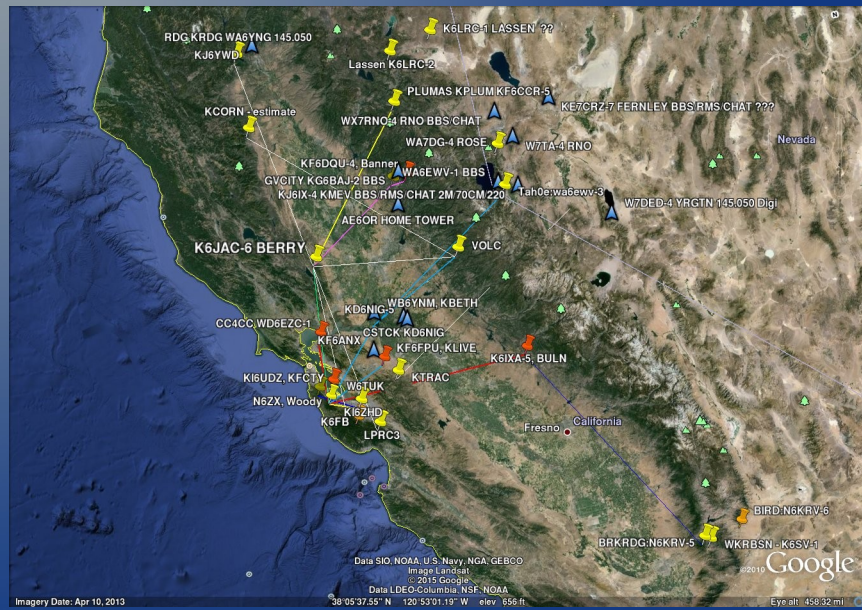 K6LRC-1 LASSEN ??
RDG KRDG WA6YNG 145.050
KJ6YWD
Lassen K6LRC-2
PLUMAS KPLUM KF6CCR-5
KE7CRZ-7 FERNLEY BBS RMS CHAT ???
KCORN - estimate
WX7RNO-4 RNO BBS/CHAT
WA7DG-4 ROSE
W7TA-4 RNO
Nevada
KF6DQU-4, Banner
WA6EWV-1 BBS
GVCITY KG6BAJ-2 BBS
KJ6IX-4 KMEV BBS RMS CHAT 2M 70CM 220
Tah0e:wa6ewv-3
W7DED-4 YRGTN 145.050 Digi
AE6OR HOME TOWER
K6JAC-6 BERRY
VOLC
WB6YNM, KBETH
KD6NIG-5
CC4CC,WD6EZC-1
KF6ANX
CSTCK KD6NIG
KF6FPU, KLIVE
K6IXA-5, BULN
KI6UDZ, KFCTY
W6TUK
KTRAC
N6ZX, Woody
KI6ZHD
K6FB
LPRC3
Fresno
California
BIRD:N6KRV-6
BRKRDG:N6KRV-5
WKRBSN - K6SV-1
©2010 Google
Data SIO, NOAA, U.S. Navy, NGA, GEBCO
Image Landsat
© 2015 Google
Data LDEO-Columbia, NSF, NOAA
Imagery Date: Apr 10, 2013
38°05'37.55" N 120°53'01.19" W elev 656 ft
Eye alt 458.32 mi